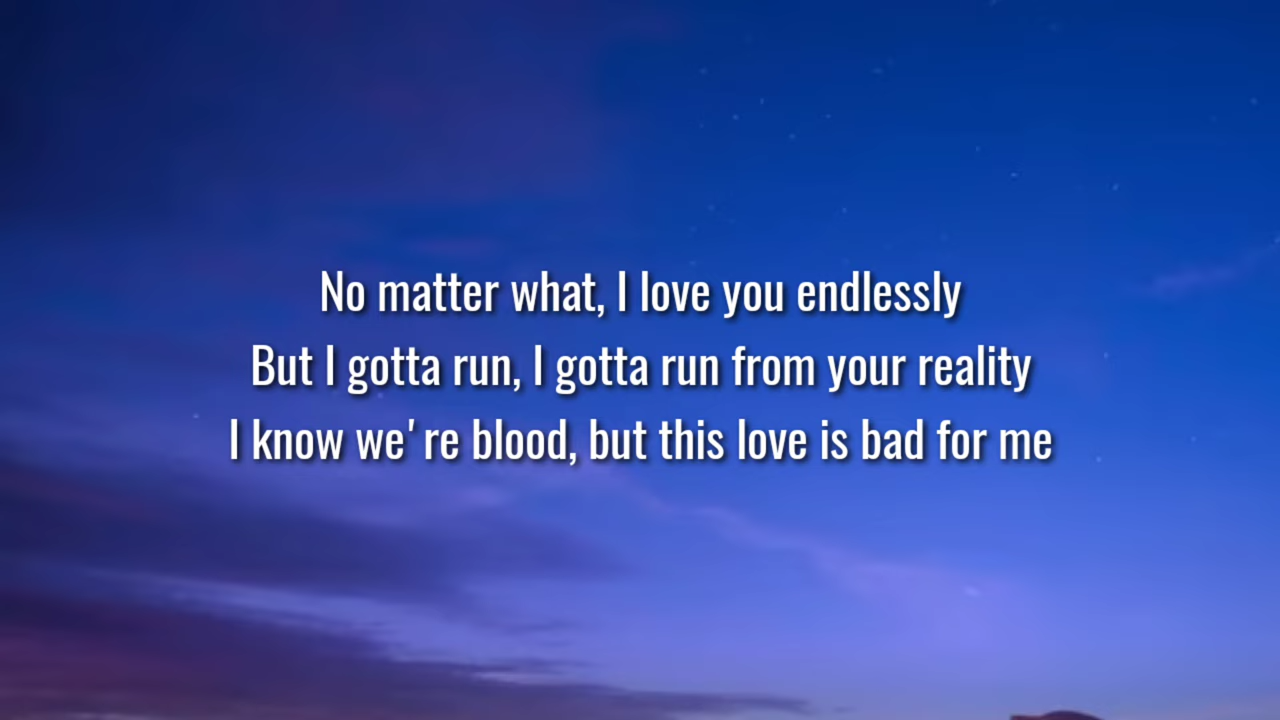 No matter what, I love you endlessly
But I gotta run, I gotta run from your reality
I know we're blood, but this love is bad for me